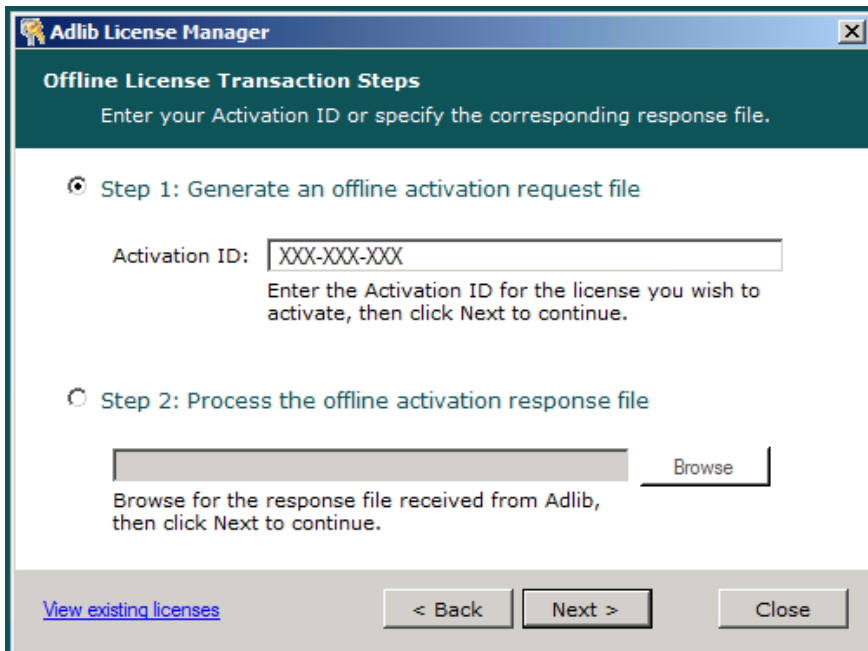 Adlib License Manager
Offline License Transaction Steps
Enter your Activation ID or specify the corresponding response file.
Step 1: Generate an offline activation request file
Activation ID: XXX-XXX-XXX
Enter the Activation ID for the license you wish to
activate, then click Next to continue.
Step 2: Process the offline activation response file
Browse
Browse for the response file received from Adlib,
then click Next to continue.
View existing licenses < Back Next > Close